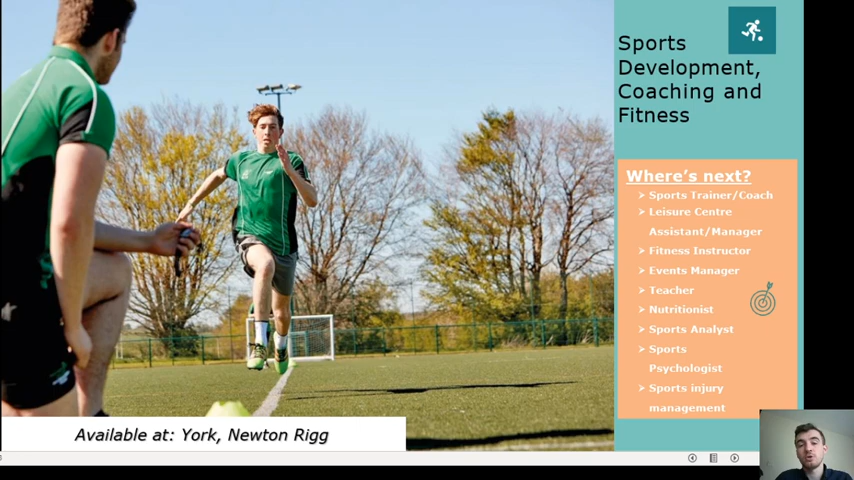 Sports
Development,
Coaching and
Fitness
Where’s next?
Sports Trainer/Coach
Leisure Centre
Assistant/Manager
Fitness Instructor
Events Manager
Teacher
Nutritionist
Sports Analyst
Sports
Psychologist
Sports injury
management
Available at: York, Newton Rigg